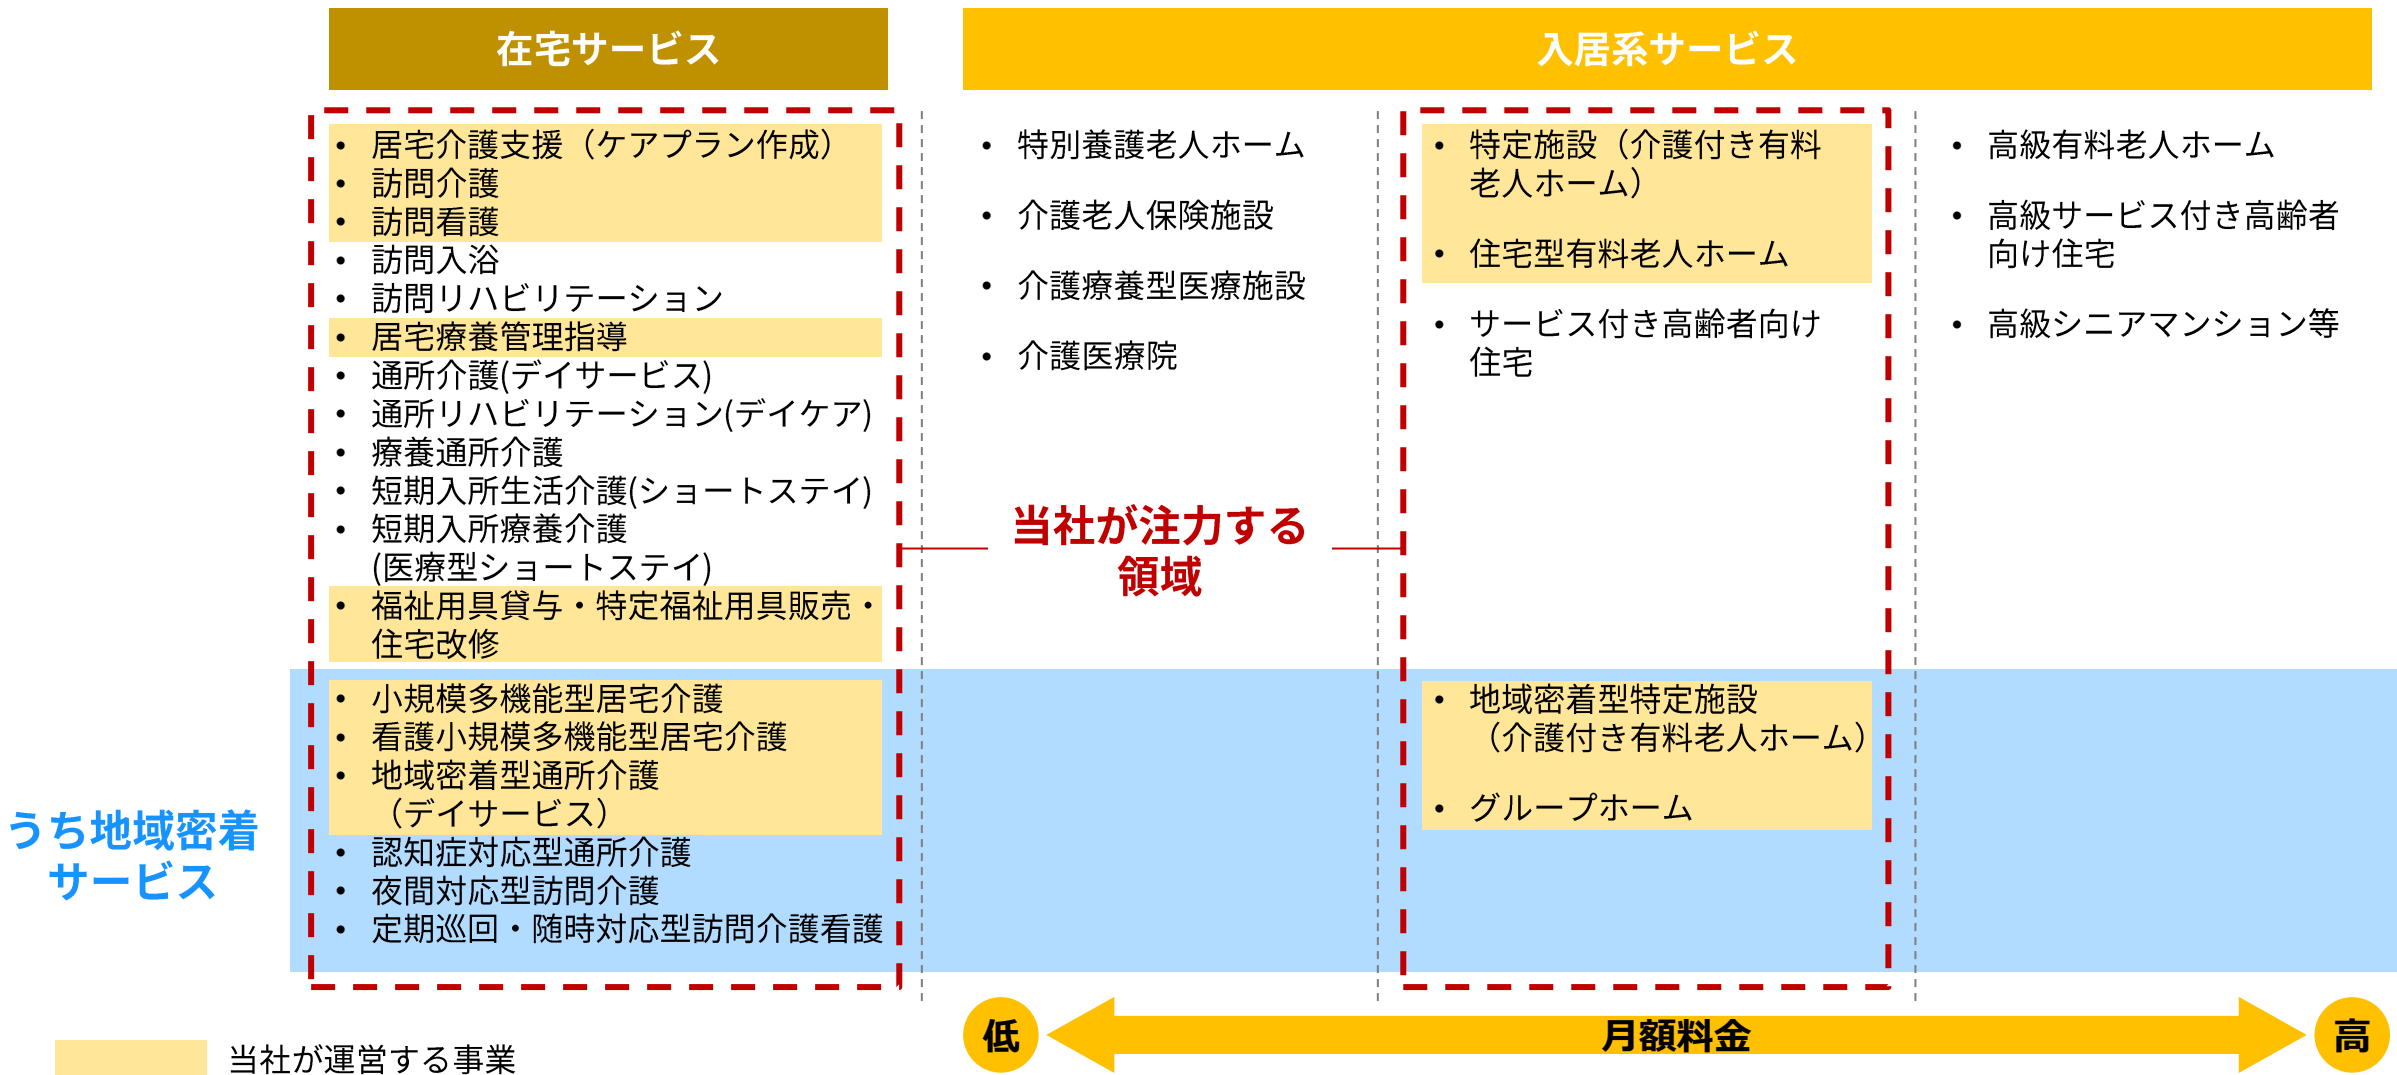 在宅サービス
入居系サービス
• 居宅介護支援（ケアプラン作成）
• 訪問介護
• 訪問看護
• 訪問入浴
• 訪問リハビリテーション
• 居宅療養管理指導
• 通所介護(デイサービス)
• 通所リハビリテーション(デイケア)
• 療養通所介護
• 短期入所生活介護(ショートステイ)
• 短期入所療養介護
(医療型ショートステイ)
• 福祉用具貸与・特定福祉用具販売・
住宅改修
• 小規模多機能型居宅介護
• 看護小規模多機能型居宅介護
• 地域密着型通所介護
（デイサービス）
• 認知症対応型通所介護
• 夜間対応型訪問介護
• 定期巡回・随時対応型訪問介護看護
• 特別養護老人ホーム
• 介護老人保険施設
• 介護療養型医療施設
• 介護医療院
当社が注力する
領域
• 特定施設（介護付き有料
老人ホーム）
• 住宅型有料老人ホーム
• サービス付き高齢者向け
住宅
• 地域密着型特定施設
（介護付き有料老人ホーム）
• グループホーム
• 高級有料老人ホーム
• 高級サービス付き高齢者
向け住宅
• 高級シニアマンション等
うち地域密着
サービス
低
月額料金
高
当社が運営する事業